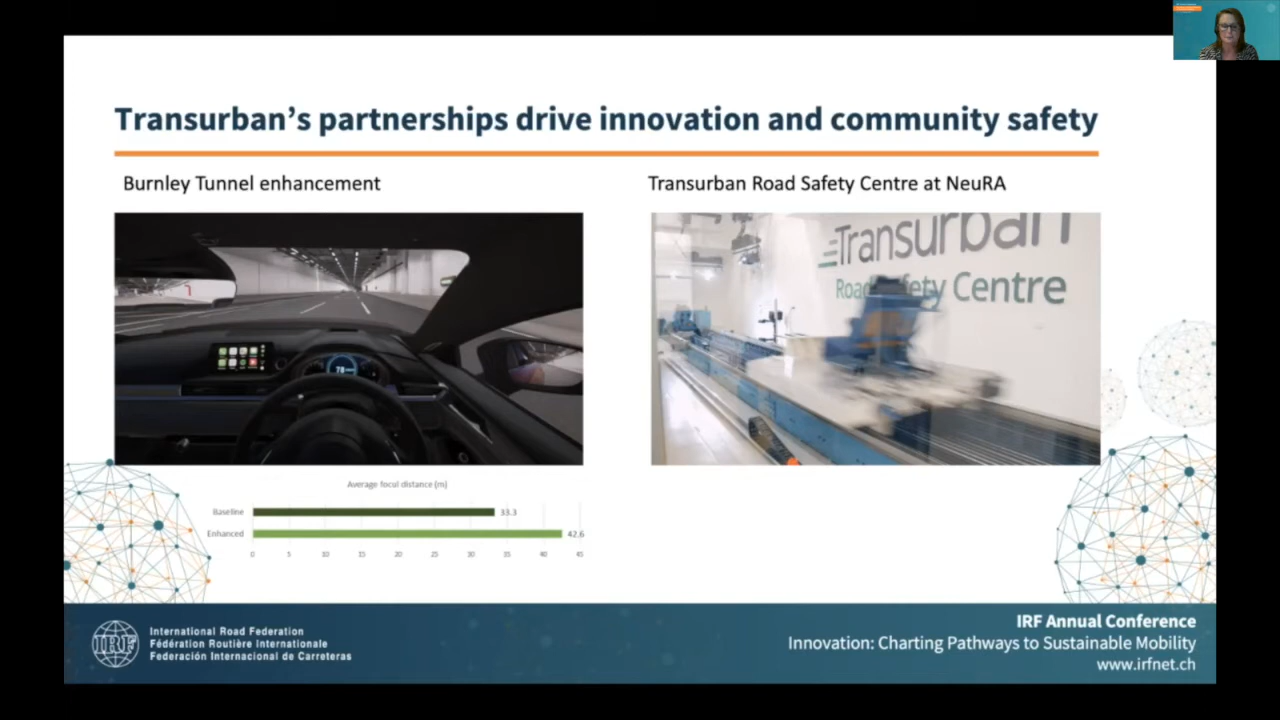 Transurban's partnerships drive innovation and community safety
Burnley Tunnel enhancement
Transurban Road Safety Centre at NeuRA
78
Transurban
Road Safety Centre
Average focul distance (m)
Baseline
33.3
Enhanced
42.6
0 5 10 15 20 25 30 35 40 45
IRF
International Road Federation
Fédération Routière Internationale
Federación Internacional de Carreteras
IRF Annual Conference
Innovation: Charting Pathways to Sustainable Mobility
www.irfnet.ch